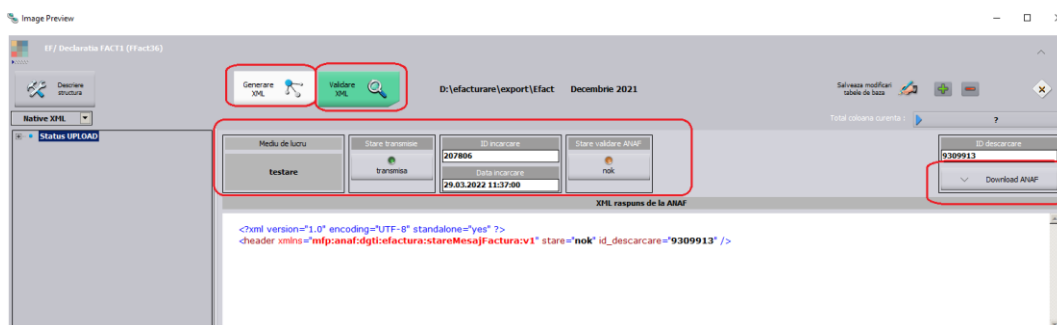 Image Preview
EF/ Declaratia FACT1 (FFact36)
Descriere structura
Generare XML
Validare XML
D:\efacturare\export\Efact Decembrie 2021
Salveaza modificari tabele de baza
Native XML
Total coloana curenta :
?
Status UPLOAD
Mediu de lucru
testare
Stare transmisie
transmisa
ID incarcare
207806
Data incarcare
29.03.2022 11:37:00
Stare validare ANAF
nok
ID descarcare
9309913
Download ANAF
XML raspuns de la ANAF
<?xml version="1.0" encoding="UTF-8" standalone="yes" ?>
<header xmlns="mfp:anaf:dgti:efactura:stareMesajFactura:v1" stare="nok" id_descarcare="9309913" />